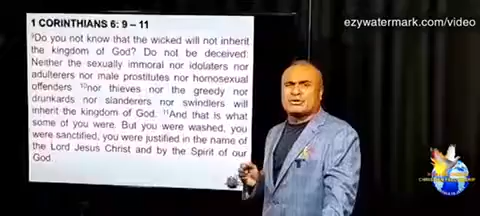 1 CORINTHIANS 6: 9 – 11
⁹Do you not know that the wicked will not inherit
the kingdom of God? Do not be deceived:
Neither the sexually immoral nor idolaters nor
adulterers nor male prostitutes nor homosexual
offenders ¹⁰nor thieves nor the greedy nor
drunkards nor slanderers nor swindlers will
inherit the kingdom of God. ¹¹And that is what
some of you were. But you were washed, you
were sanctified, you were justified in the name of
the Lord Jesus Christ and by the Spirit of our
God.
ezywatermark.com/video